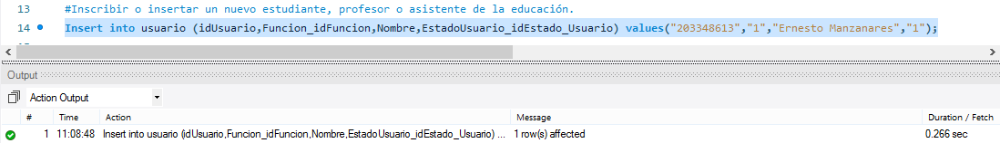 13 #Inscribir o insertar un nuevo estudiante, profesor o asistente de la educación.
14 Insert into usuario (idUsuario,Funcion_idFuncion,Nombre,EstadoUsuario_idEstado_Usuario) values("203348613","1","Ernesto Manzanares","1");
Output
Action Output
# Time Action Message Duration / Fetch
1 11:08:48 Insert into usuario (idUsuario,Funcion_idFuncion,Nombre,EstadoUsuario_idEstado_Usuario) ... 1 row(s) affected 0.266 sec